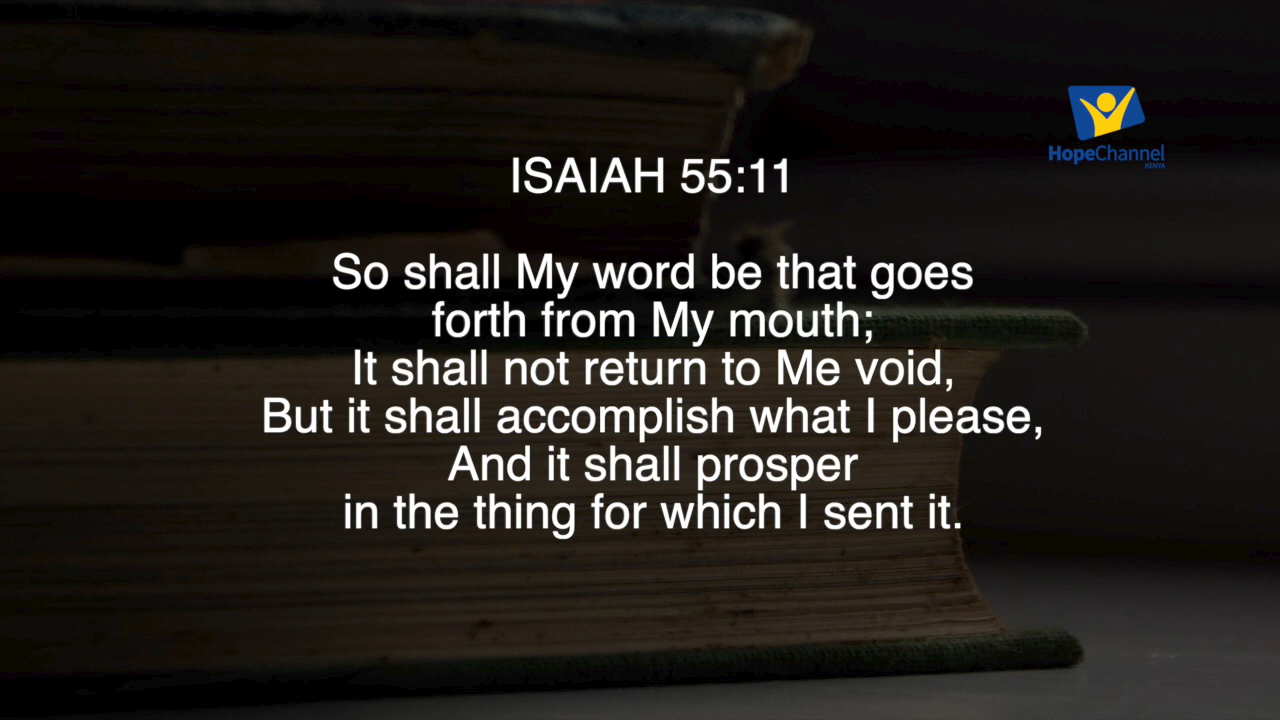 HopeChannel
KENYA
ISAIAH 55:11
So shall My word be that goes
forth from My mouth;
It shall not return to Me void,
But it shall accomplish what I please,
And it shall prosper
in the thing for which I sent it.